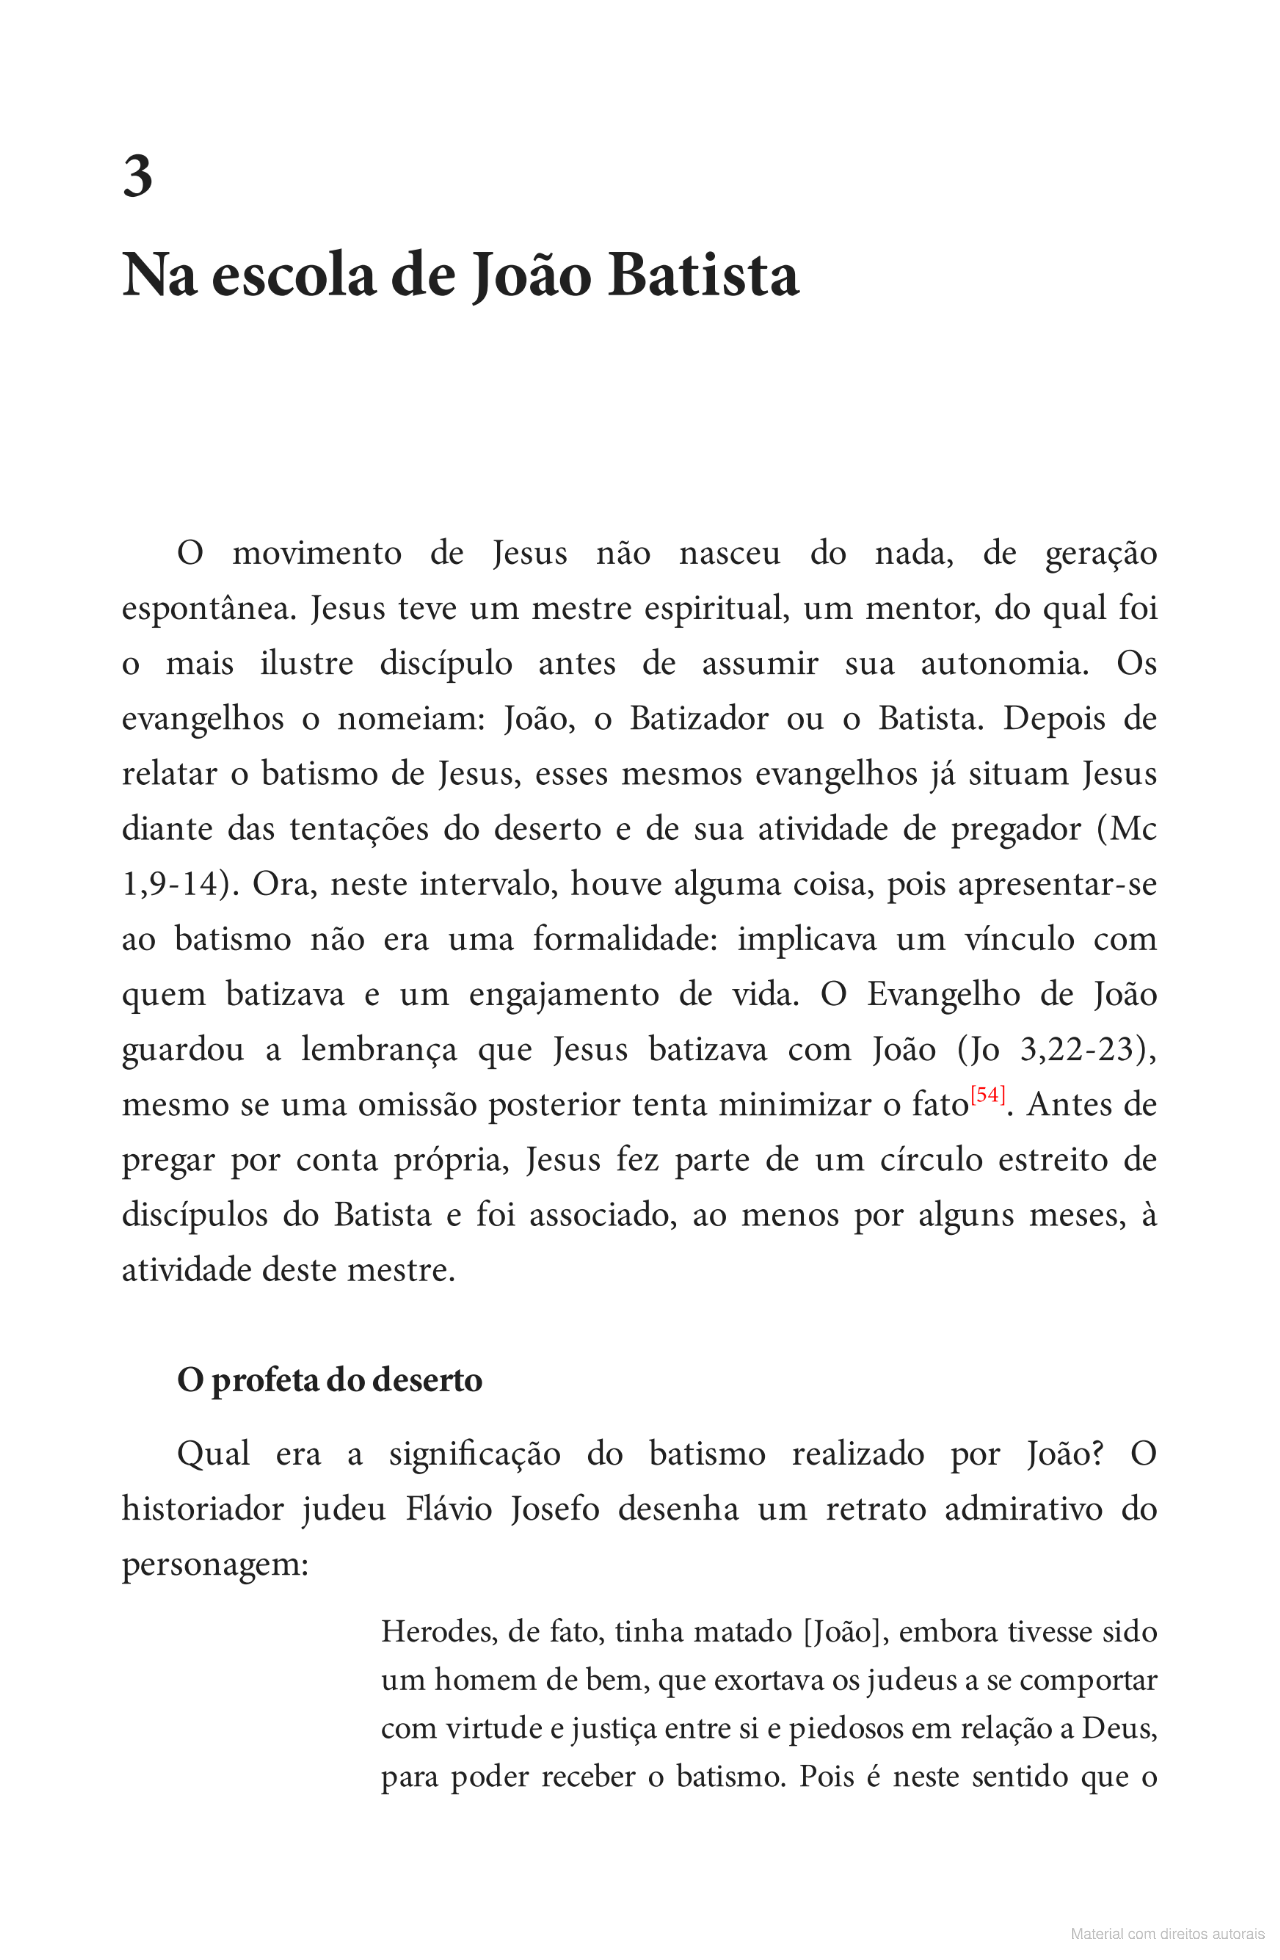 3
Na escola de João Batista
O movimento de Jesus não nasceu do nada, de geração
espontânea. Jesus teve um mestre espiritual, um mentor, do qual foi
o mais ilustre discípulo antes de assumir sua autonomia. Os
evangelhos o nomeiam: João, o Batizador ou o Batista. Depois de
relatar o batismo de Jesus, esses mesmos evangelhos já situam Jesus
diante das tentações do deserto e de sua atividade de pregador (Mc
1,9-14). Ora, neste intervalo, houve alguma coisa, pois apresentar-se
ao batismo não era uma formalidade: implicava um vínculo com
quem batizava e um engajamento de vida. O Evangelho de João
guardou a lembrança que Jesus batizava com João (Jo 3,22-23),
mesmo se uma omissão posterior tenta minimizar o fato[54]. Antes de
pregar por conta própria, Jesus fez parte de um círculo estreito de
discípulos do Batista e foi associado, ao menos por alguns meses, à
atividade deste mestre.
O profeta do deserto
Qual era a significação do batismo realizado por João? O
historiador judeu Flávio Josefo desenha um retrato admirativo do
personagem:
Herodes, de fato, tinha matado [João], embora tivesse sido
um homem de bem, que exortava os judeus a se comportar
com virtude e justiça entre si e piedosos em relação a Deus,
para poder receber o batismo. Pois é neste sentido que o
Material com direitos autorais